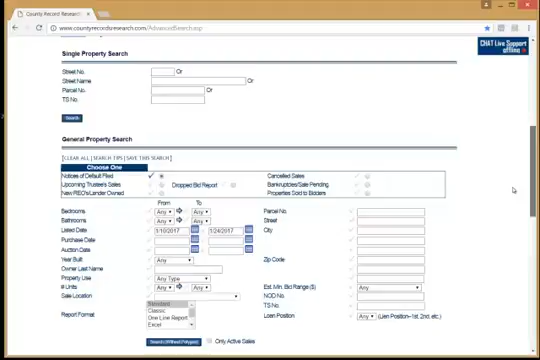 County Record Research
www.countyrecordsresearch.com/AdvancedSearch.asp
CHAT Live Support
offline
Single Property Search
Street No. Or
Street Name Or
Parcel No. Or
TS No.
Search
General Property Search
[CLEAR ALL | SEARCH TIPS | SAVE THIS SEARCH ]
Choose One
Notices of Default Filed Cancelled Sales
Upcoming Trustee's Sales Dropped Bid Report Bankruptcies/Sale Pending
New REO's/Lender Owned Properties Sold to Bidders
From To
Bedrooms Any Any Parcel No.
Bathrooms Any Any Street
Listed Date 1/10/2017 1/24/2017 City
Purchase Date
Auction Date
Year Built Any Zip Code
Owner Last Name
Property Use Any Type
# Units Any Any Est. Min. Bid Range($) Any
Sale Location NOD No.
Standard TS No.
Classic
Report Format One Line Report Loan Position Any (Lien Position--1st, 2nd, etc.)
Excel
Search (Without Polygon) Only Active Sales